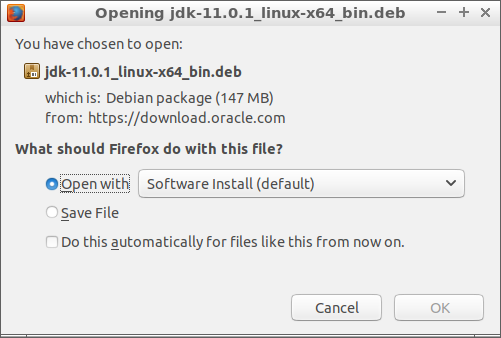 Opening jdk-11.0.1_linux-x64_bin.deb
You have chosen to open:
jdk-11.0.1_linux-x64_bin.deb
which is: Debian package (147 MB)
from: https://download.oracle.com
What should Firefox do with this file?
Open with Software Install (default)
Save File
Do this automatically for files like this from now on.
Cancel OK